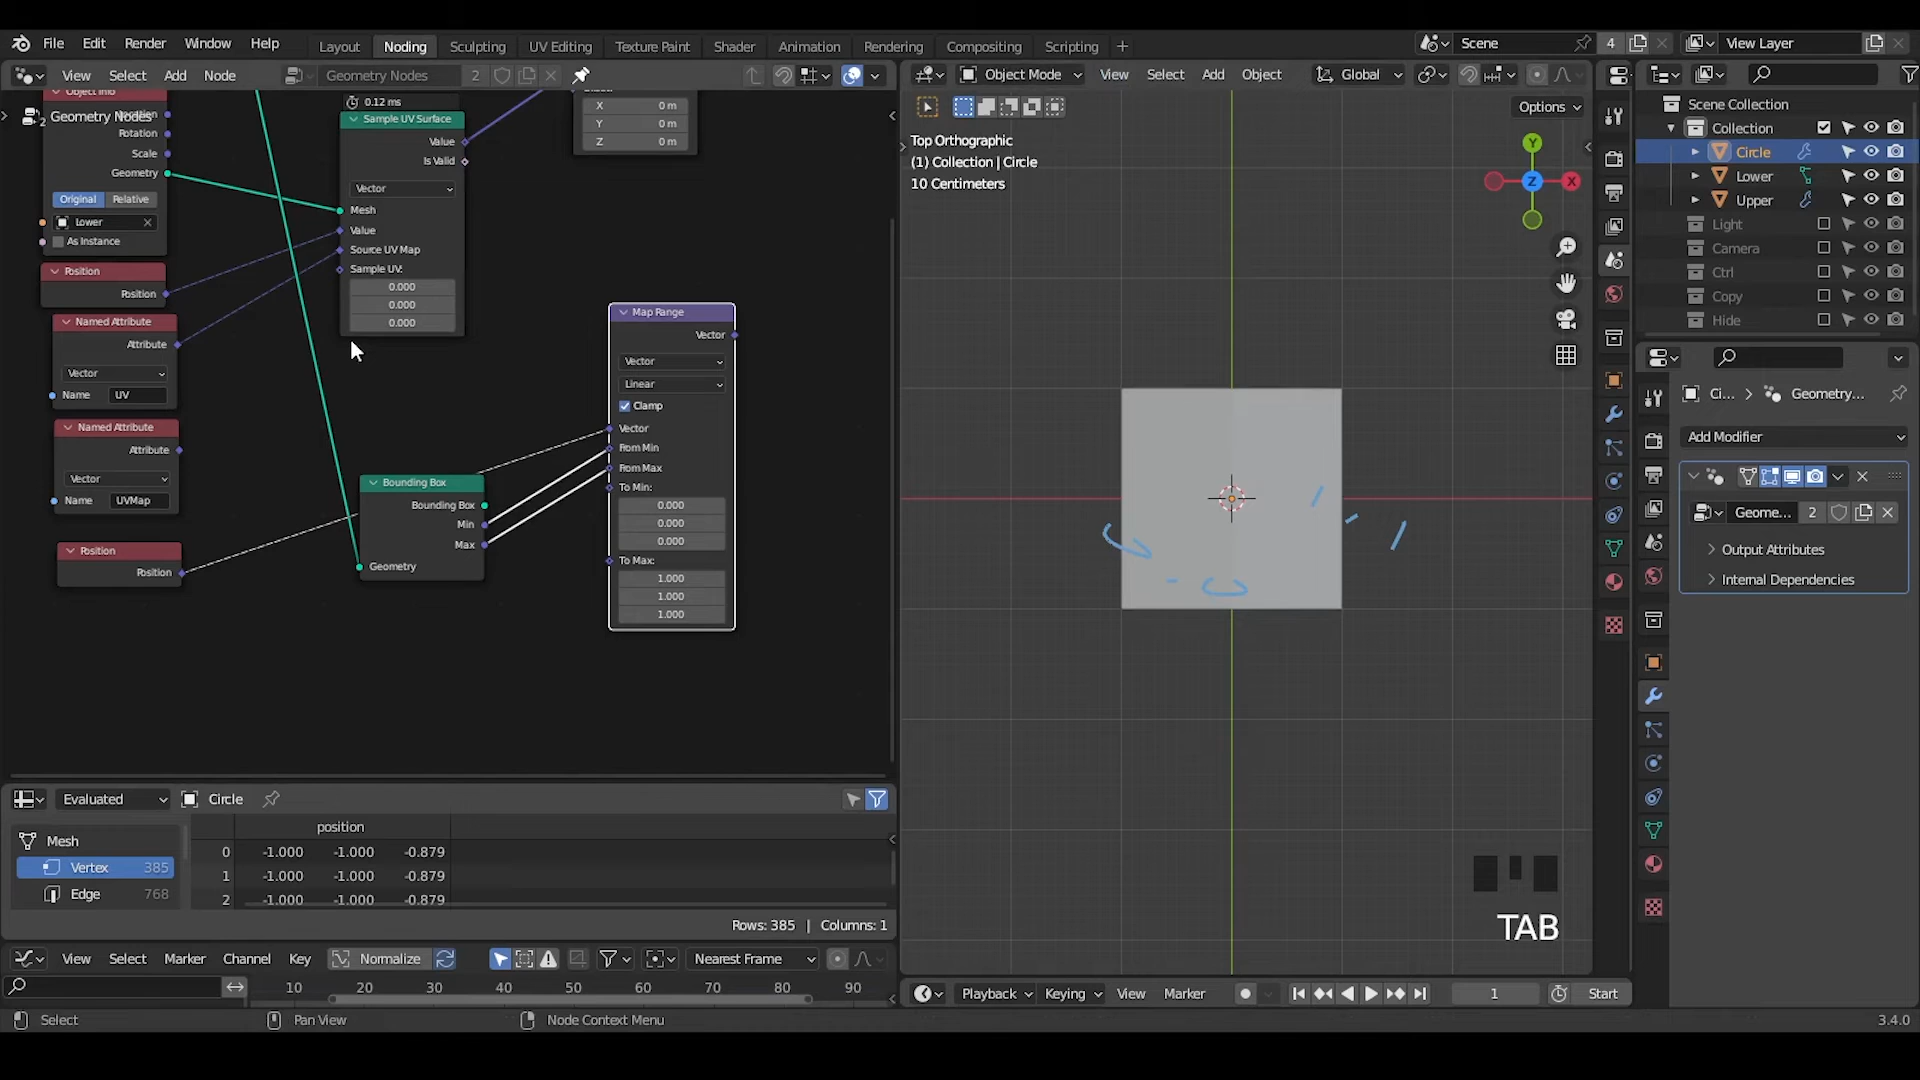 File Edit Render Window Help Layout Noding Sculpting UV Editing Texture Paint Shader Animation Rendering Compositing Scripting + Scene 4 View Layer
View Select Add Node Geometry Nodes 2
Object Mode View Select Add Object Global
Options
Object Info
Geometry Nodes
Rotation
Scale
Geometry
Original Relative
Lower
As Instance
Position
Position
Named Attribute
Attribute
Vector
Name UV
Named Attribute
Attribute
Vector
Name UVMap
Position
Position
0.12 ms
Sample UV Surface
Value
Is Valid
Vector
Mesh
Value
Source UV Map
Sample UV:
0.000
0.000
0.000
X 0 m
Y 0 m
Z 0 m
Bounding Box
Bounding Box
Min
Max
Geometry
Map Range
Vector
Vector
Linear
Clamp
Vector
From Min
From Max
To Min:
0.000
0.000
0.000
To Max:
1.000
1.000
1.000
Top Orthographic
(1) Collection | Circle
10 Centimeters
Y
Z
X
TAB
Scene Collection
Collection
Circle
Lower
Upper
Light
Camera
Ctrl
Copy
Hide
Ci... > Geometry...
Add Modifier
Geome... 2
Output Attributes
Internal Dependencies
Evaluated Circle
Mesh
Vertex 385
Edge 768
position
0 -1.000 -1.000 -0.879
1 -1.000 -1.000 -0.879
2 -1.000 -1.000 -0.879
Rows: 385 | Columns: 1
View Select Marker Channel Key Normalize Nearest Frame
10 20 30 40 50 60 70 80 90
Playback Keying View Marker 1 Start
Select Pan View Node Context Menu 3.4.0